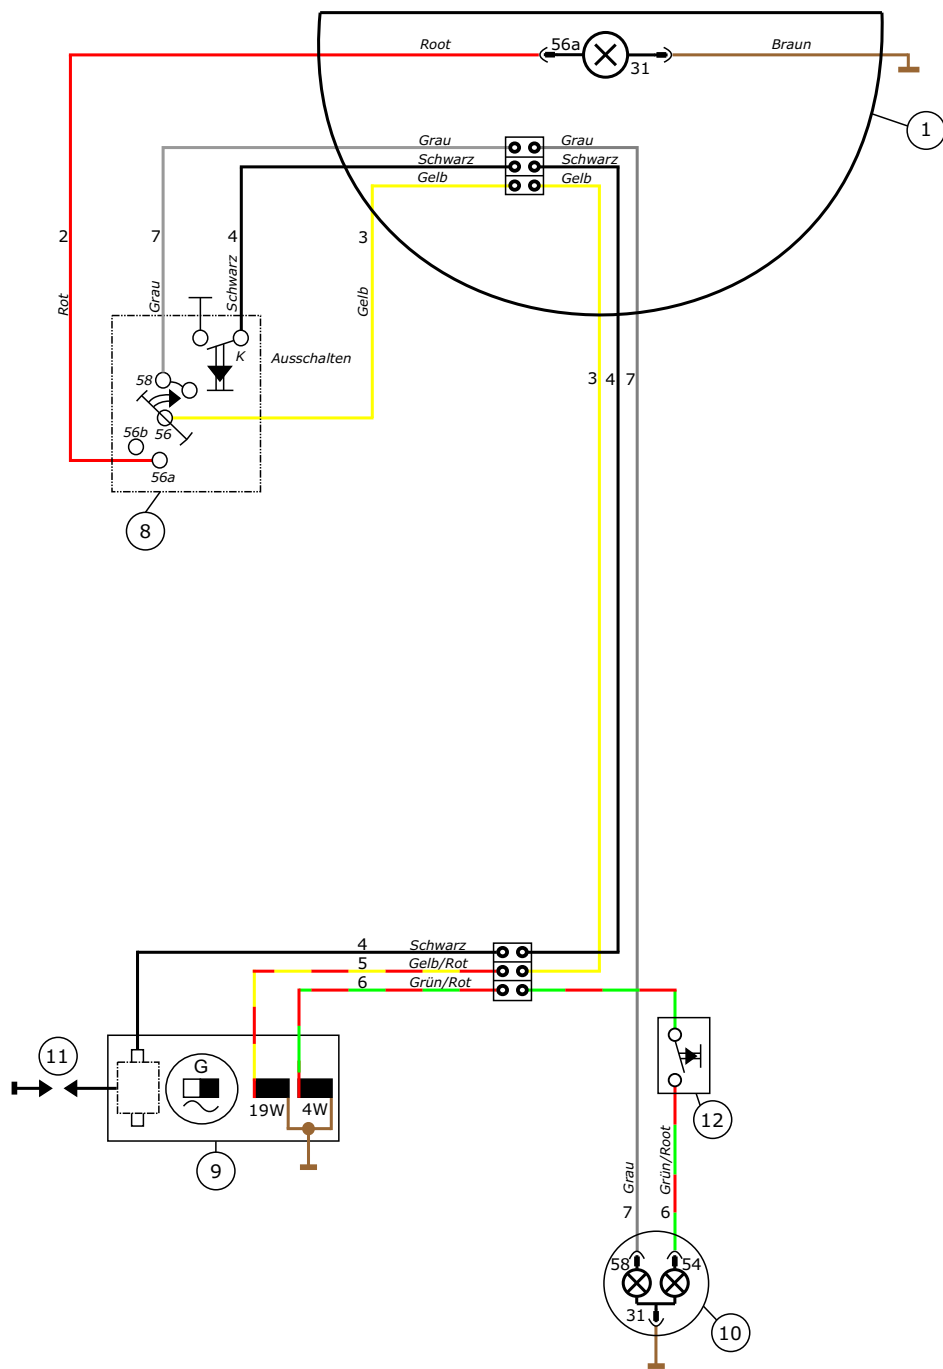 56a
Root
Braun
31
1
Grau
Grau
Schwarz
Schwarz
Gelb
Gelb
2
7
4
3
Rot
Grau
Schwarz
Gelb
K
Ausschalten
58
56b
56
56a
8
3
4
7
4
Schwarz
5
Gelb/Rot
6
Grün/Rot
11
G
19W
4W
12
9
Grau
Grün/Root
7
6
58
54
31
10